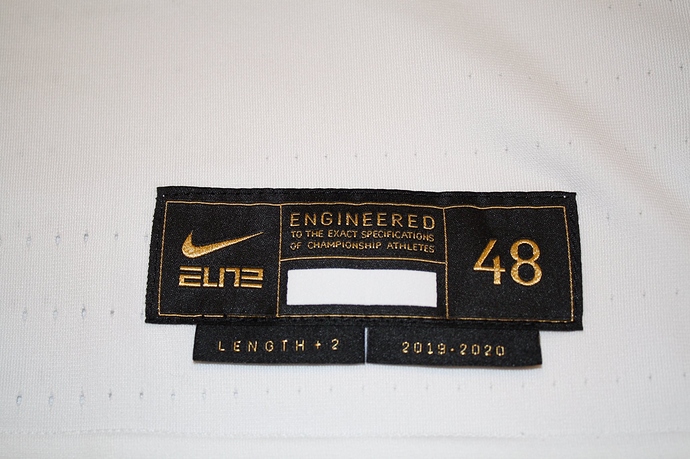 ELITE
ENGINEERED
TO THE EXACT SPECIFICATIONS
OF CHAMPIONSHIP ATHLETES
48
LENGTH + 2
2019-2020